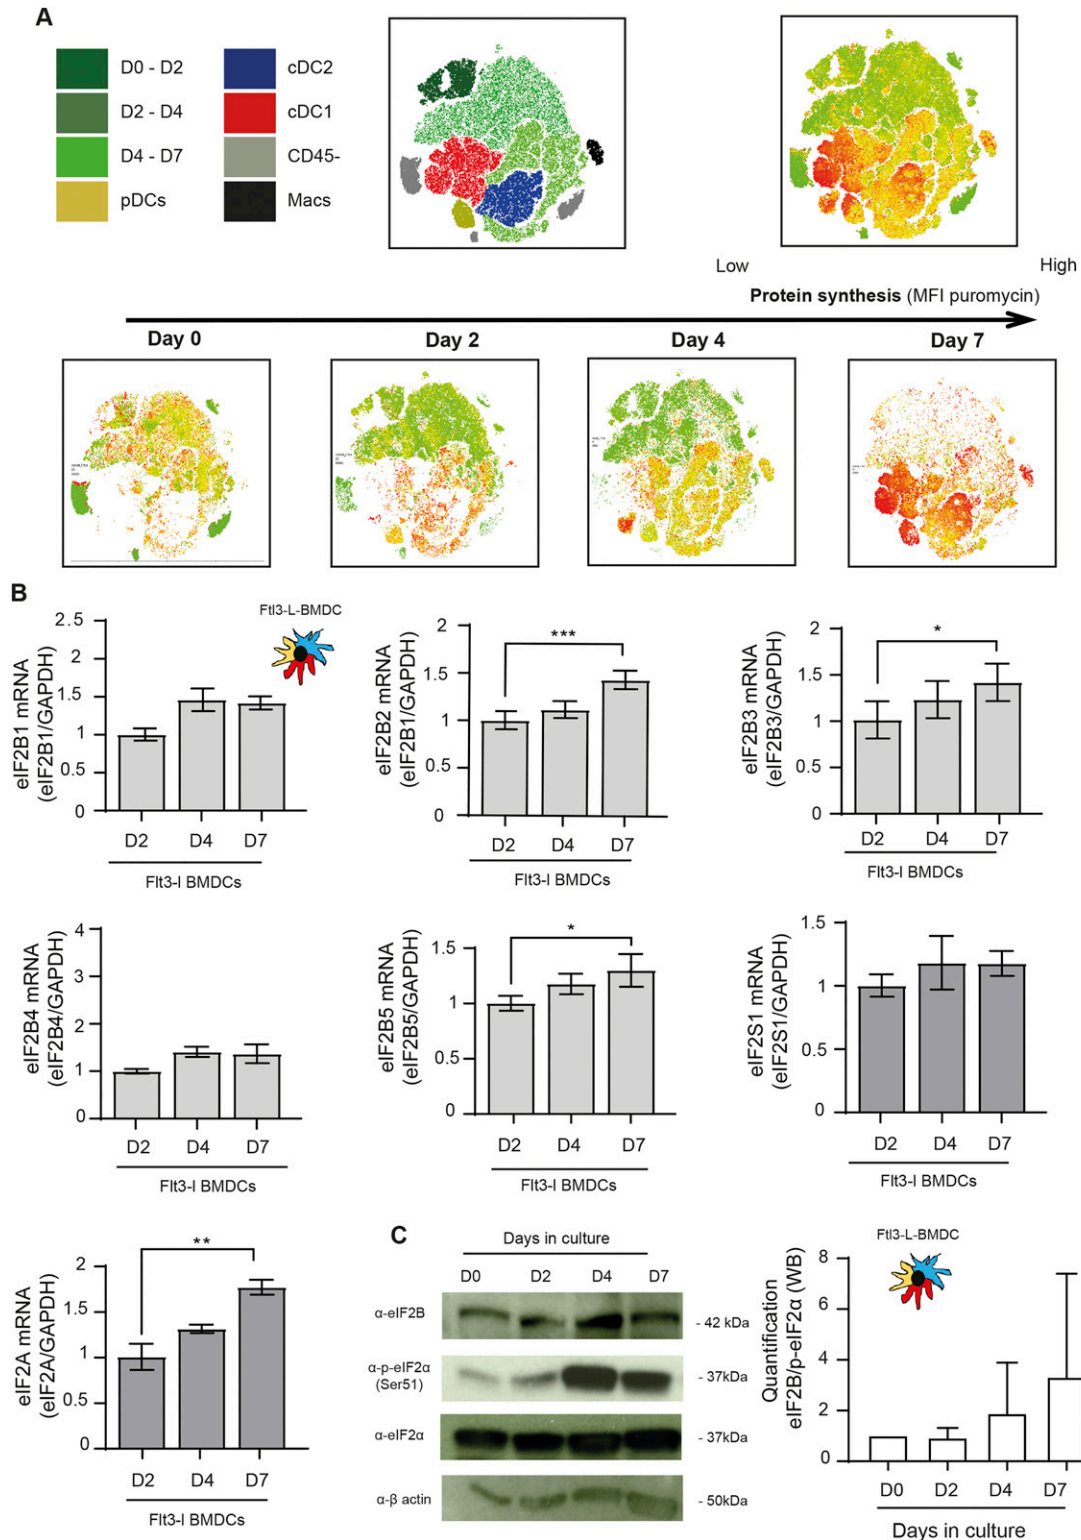 A
D0 - D2
cDC2
D2 - D4
cDC1
D4 - D7
CD45-
pDCs
Macs
Low
High
Protein synthesis (MFI puromycin)
Day 0
Day 2
Day 4
Day 7
B
eIF2B1 mRNA
(eIF2B1/GAPDH)
2.5
2
1.5
1
0.5
0
Ftl3-L-BMDC
D2
D4
D7
Flt3-l BMDCs
eIF2B2 mRNA
(eIF2B1/GAPDH)
2
1.5
1
0.5
0
***
D2
D4
D7
Flt3-l BMDCs
eIF2B3 mRNA
(eIF2B3/GAPDH)
2
1.5
1
0.5
0
*
D2
D4
D7
Flt3-l BMDCs
eIF2B4 mRNA
(eIF2B4/GAPDH)
4
3
2
1
0
D2
D4
D7
Flt3-l BMDCs
eIF2B5 mRNA
(eIF2B5/GAPDH)
1.5
1
0.5
0
*
D2
D4
D7
Flt3-l BMDCs
eIF2S1 mRNA
(eIF2S1/GAPDH)
1.5
1
0.5
0
D2
D4
D7
Flt3-l BMDCs
eIF2A mRNA
(eIF2A/GAPDH)
2
1.5
1
0.5
0
**
D2
D4
D7
Flt3-l BMDCs
C
Days in culture
D0
D2
D4
D7
α-eIF2B
- 42 kDa
α-p-eIF2α
(Ser51)
- 37kDa
α-eIF2α
- 37kDa
α-β actin
- 50kDa
Ftl3-L-BMDC
Quantification
eIF2B/p-eIF2α (WB)
8
6
4
2
0
D0
D2
D4
D7
Days in culture